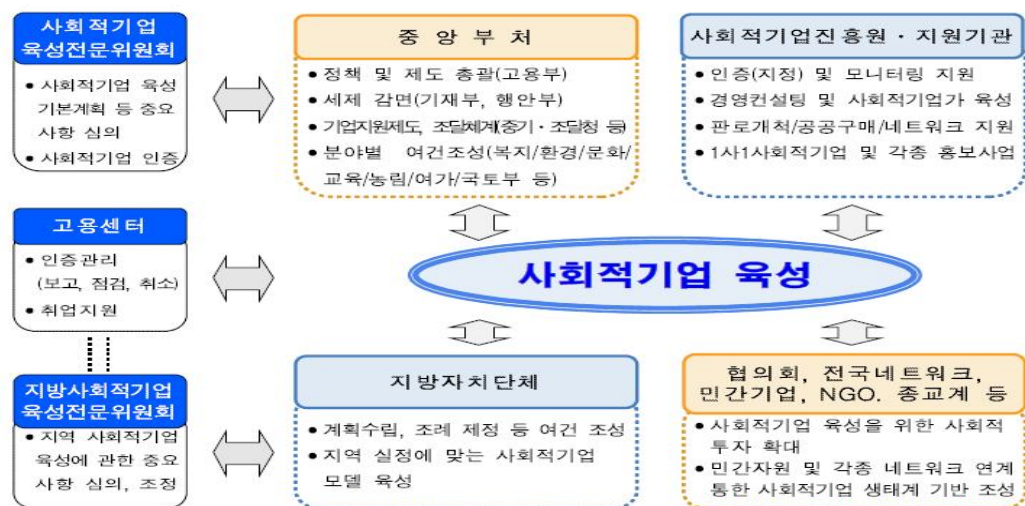 사회적기업
육성전문위원회
• 사회적기업 육성
기본계획 등 중요
사항 심의
• 사회적기업 인증
중앙부처
• 정책 및 제도 총괄(고용부)
• 세제 감면(기재부, 행안부)
• 기업지원제도, 조달체계(중기·조달청 등)
• 분야별 여건조성(복지/환경/문화/
교육/농림/여가/국토부 등)
사회적기업진흥원·지원기관
• 인증(지정) 및 모니터링 지원
• 경영컨설팅 및 사회적기업가 육성
• 판로개척/공공구매/네트워크 지원
• 1사1사회적기업 및 각종 홍보사업
고용센터
• 인증관리
(보고, 점검, 취소)
• 취업지원
사회적기업 육성
지방사회적기업
육성전문위원회
• 지역 사회적기업
육성에 관한 중요
사항 심의, 조정
지방자치단체
• 계획수립, 조례 제정 등 여건 조성
• 지역 실정에 맞는 사회적기업
모델 육성
협의회, 전국네트워크,
민간기업, NGO. 종교계 등
• 사회적기업 육성을 위한 사회적
투자 확대
• 민간자원 및 각종 네트워크 연계
통한 사회적기업 생태계 기반 조성